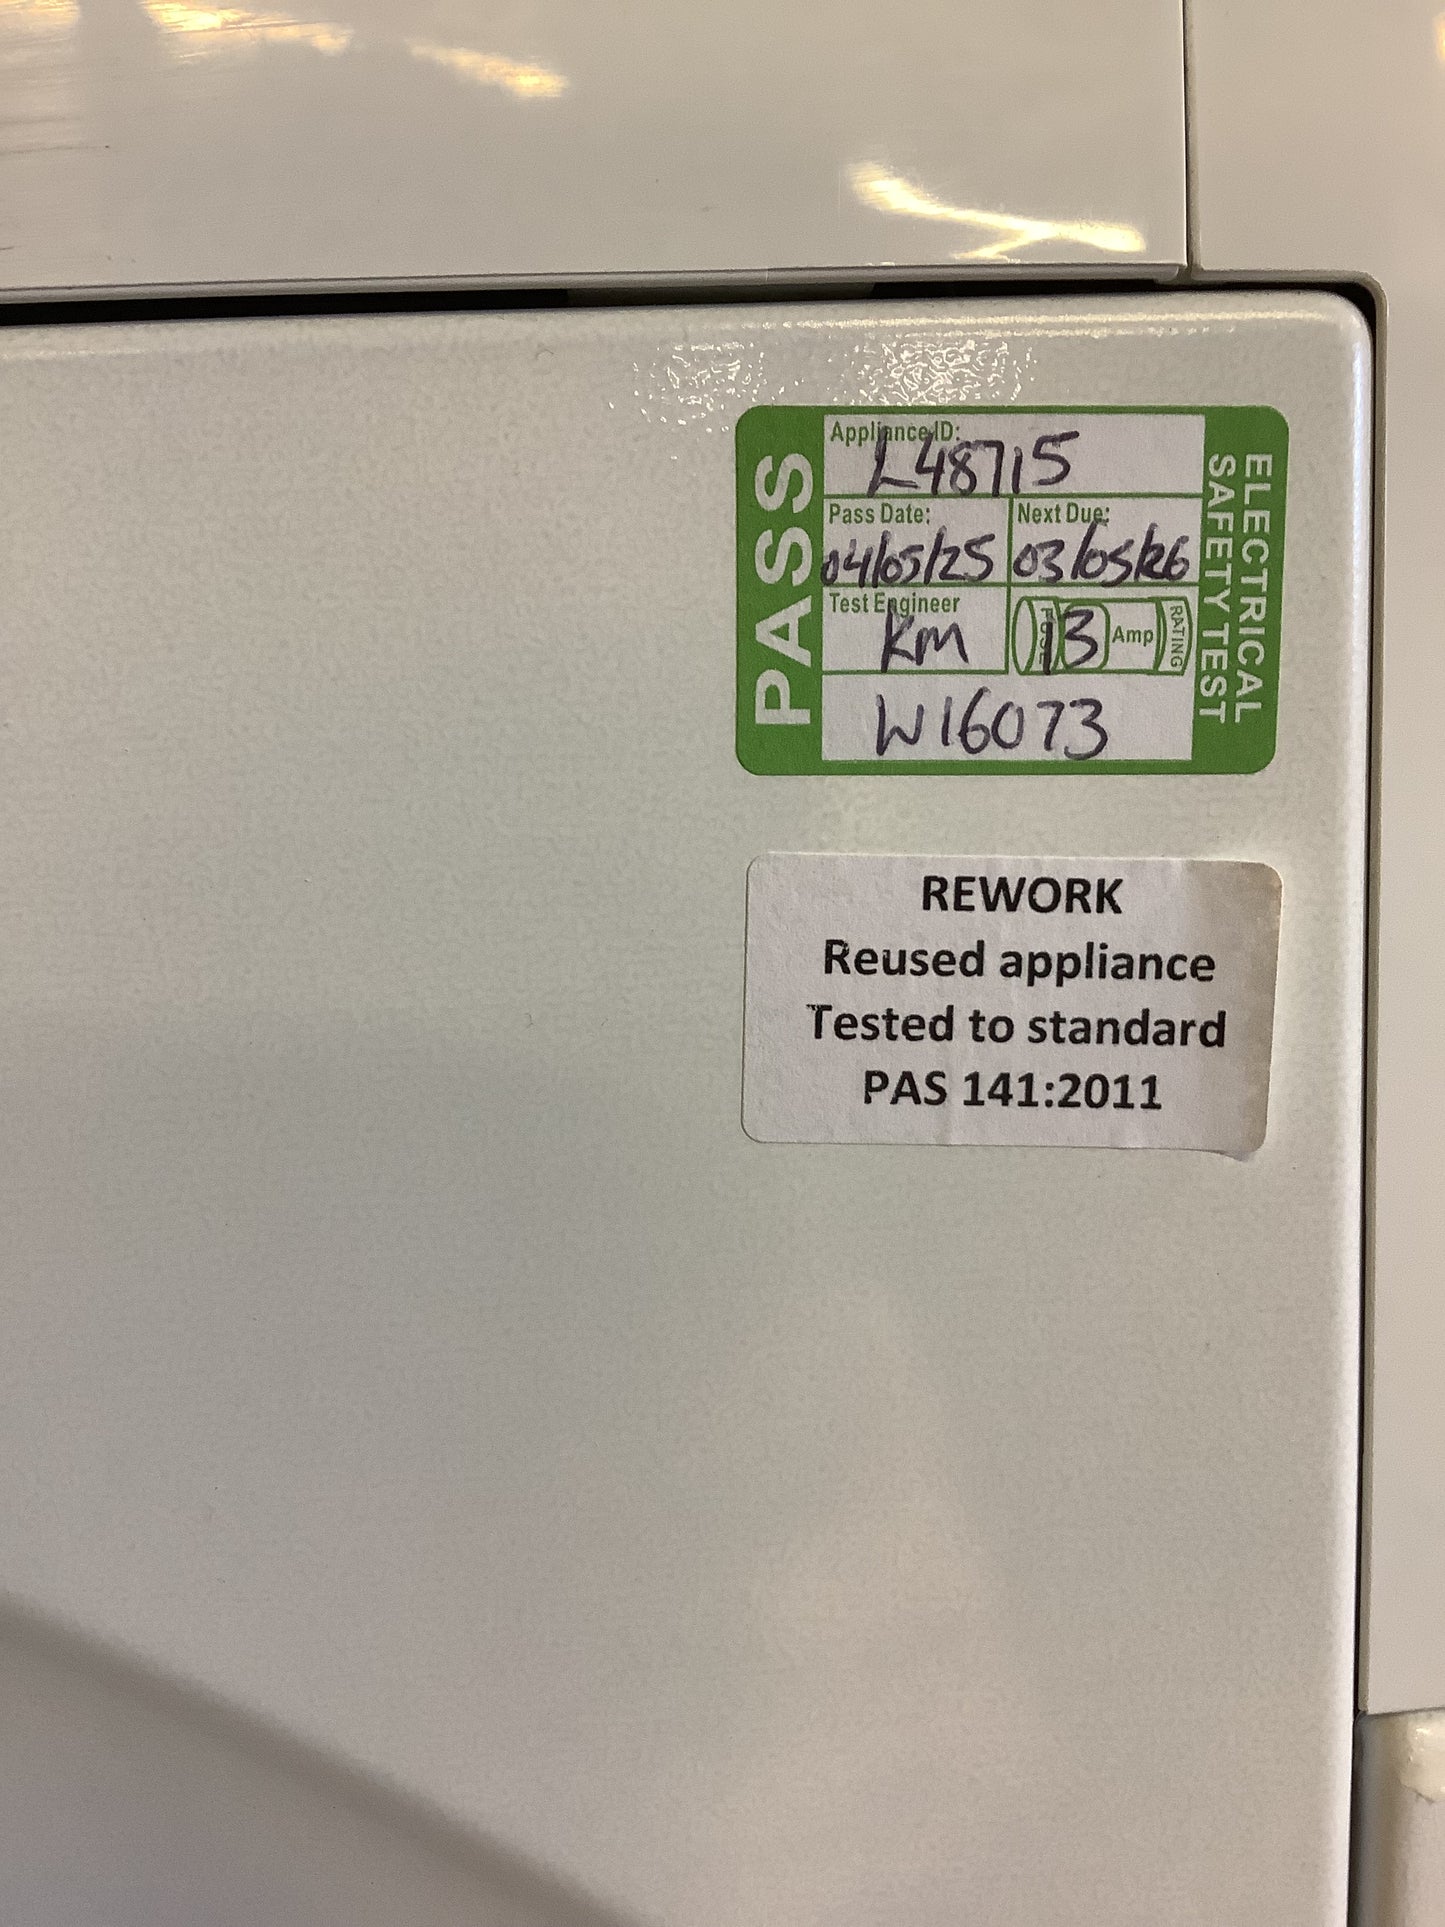 PASS
Appliance ID:
L48715
Pass Date:
04/05/25
Next Due:
03/05/26
Test Engineer
KM
FUSE
13
Amp
RATING
W16073
ELECTRICAL
SAFETY TEST
REWORK
Reused appliance
Tested to standard
PAS 141:2011